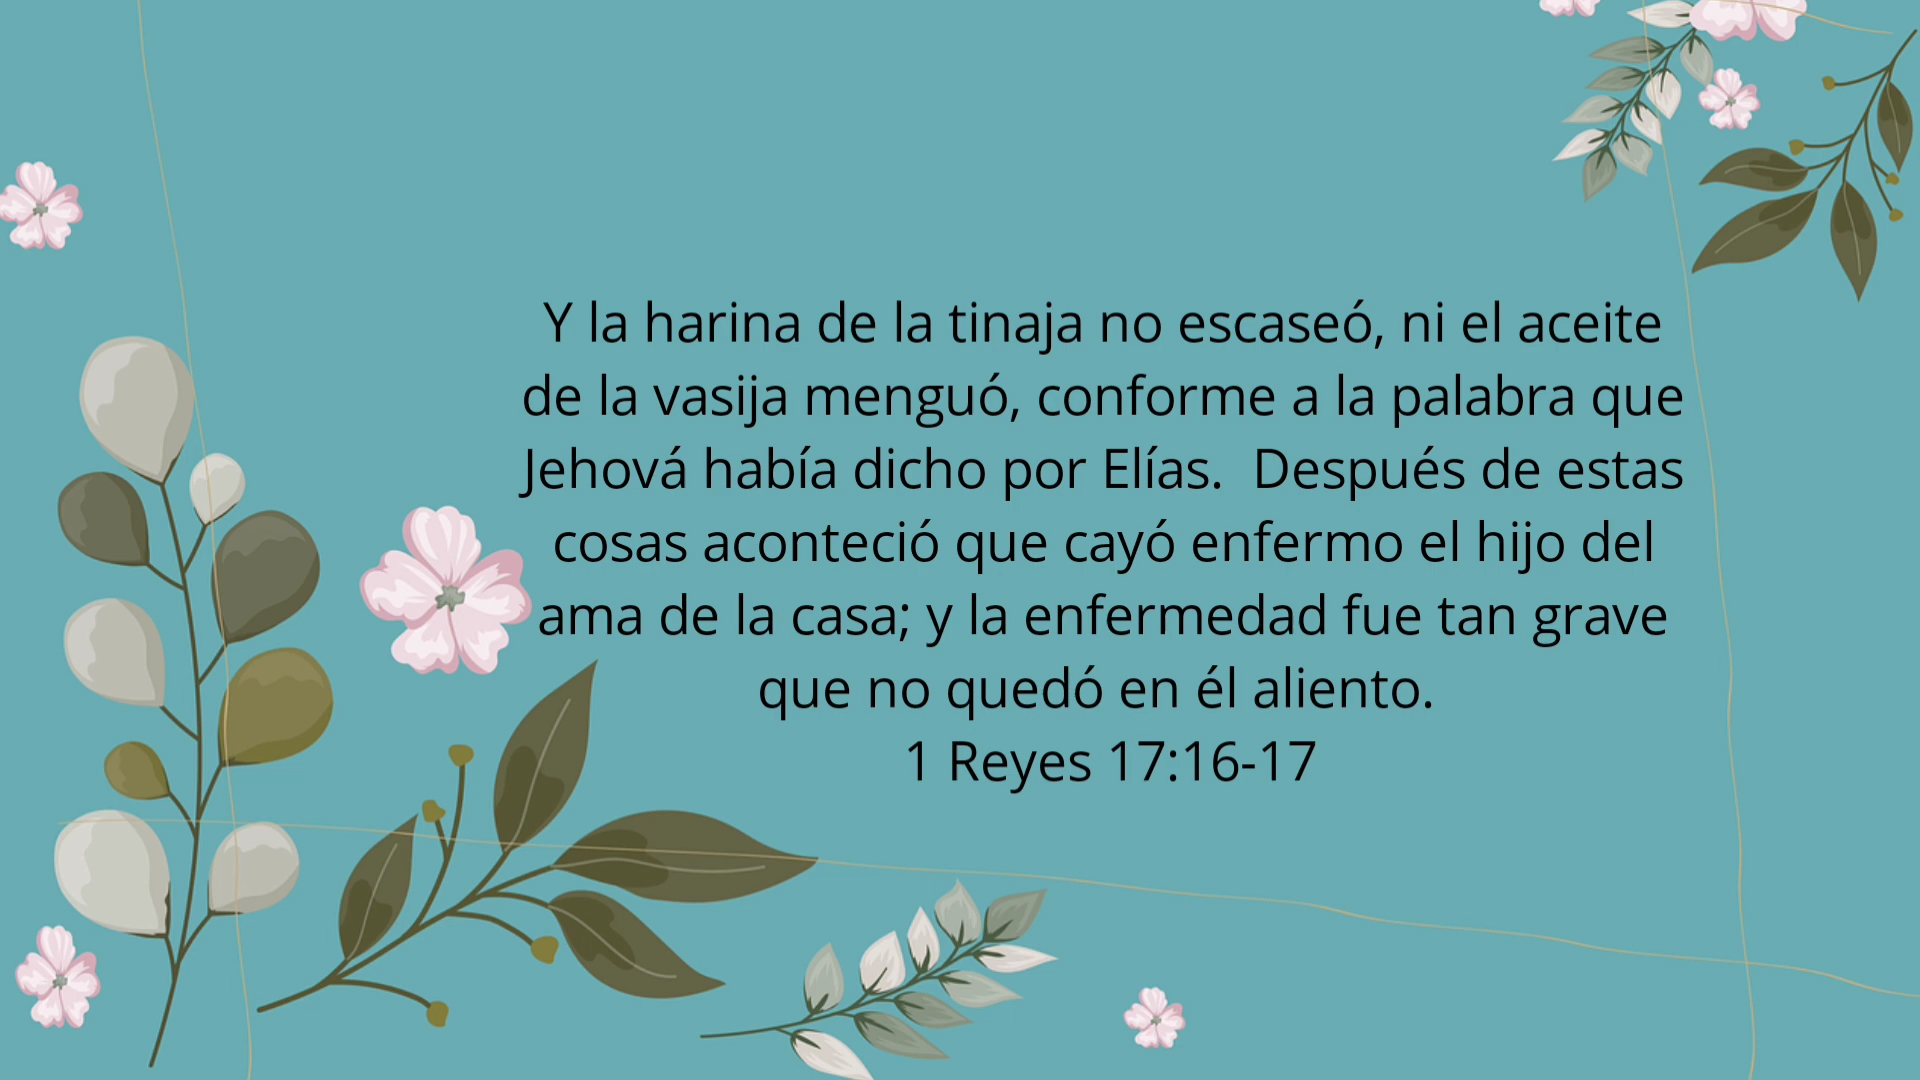 Y la harina de la tinaja no escaseó, ni el aceite
de la vasija menguó, conforme a la palabra que
Jehová había dicho por Elías.  Después de estas
cosas aconteció que cayó enfermo el hijo del
ama de la casa; y la enfermedad fue tan grave
que no quedó en él aliento.
1 Reyes 17:16-17